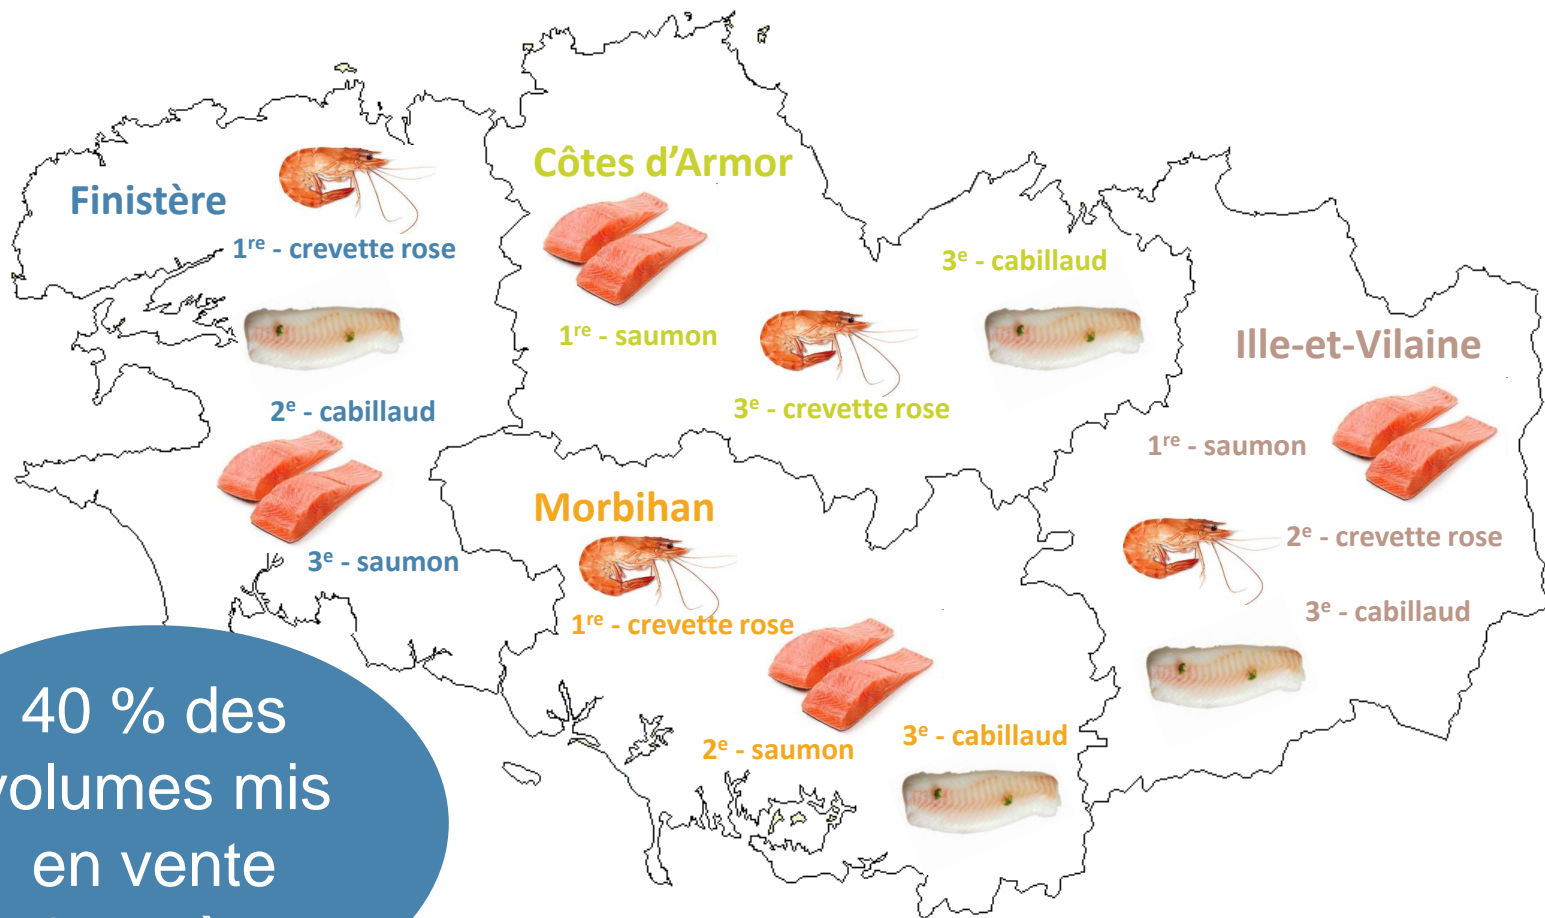 Finistère
1re - crevette rose
2e - cabillaud
3e - saumon
Côtes d'Armor
1re - saumon
3e - crevette rose
3e - cabillaud
Ille-et-Vilaine
1re - saumon
2e - crevette rose
3e - cabillaud
Morbihan
1re - crevette rose
2e - saumon
3e - cabillaud
40 % des
volumes mis
en vente